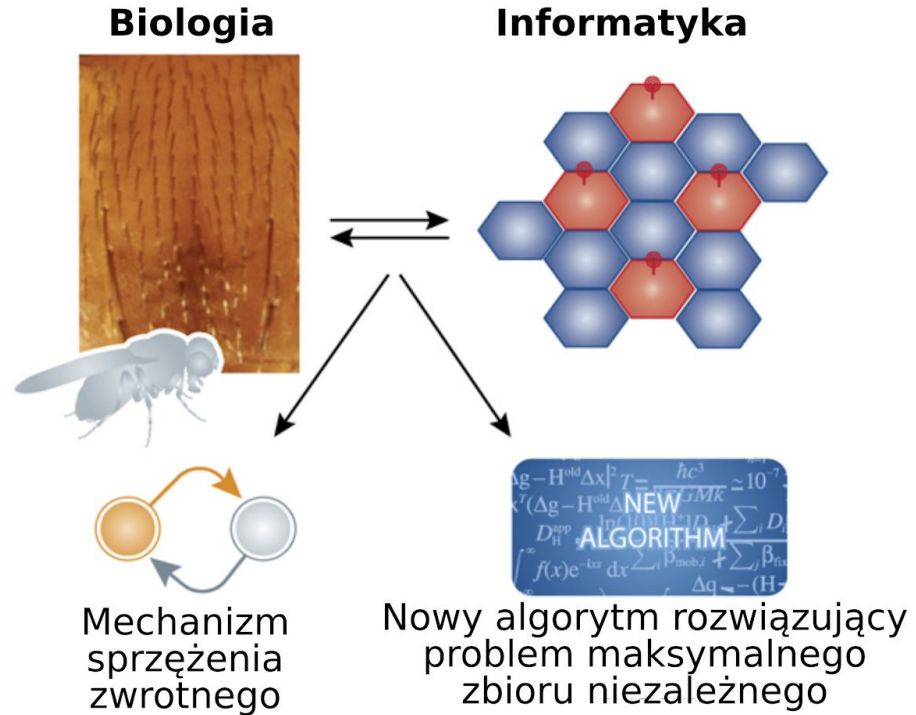 Biologia
Informatyka
NEW
ALGORITHM
Mechanizm
sprzężenia
zwrotnego
Nowy algorytm rozwiązujący
problem maksymalnego
zbioru niezależnego